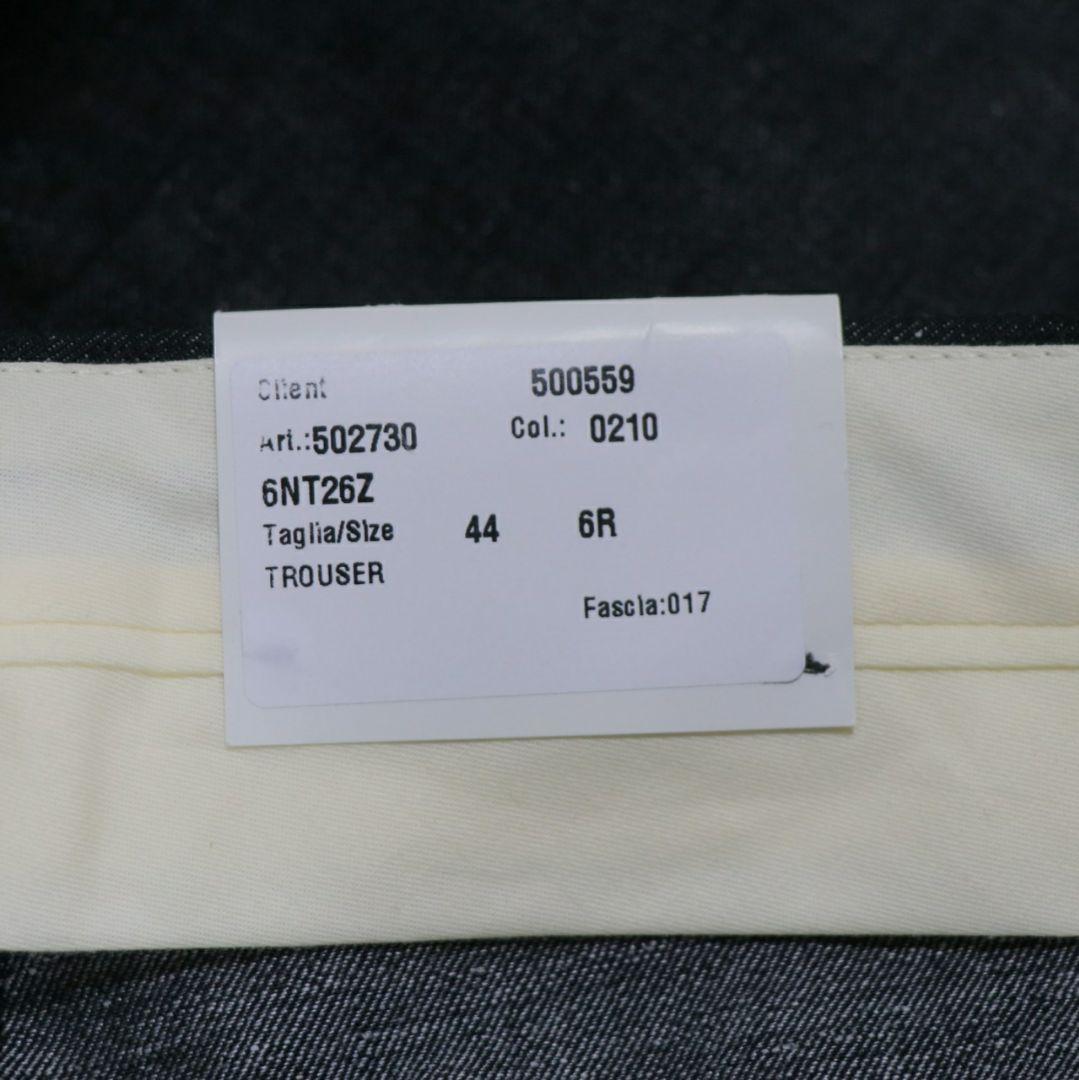 Client 500559
Art.:502730 Col.: 0210
6NT26Z
Taglia/Size 44 6R
TROUSER
Fascia:017